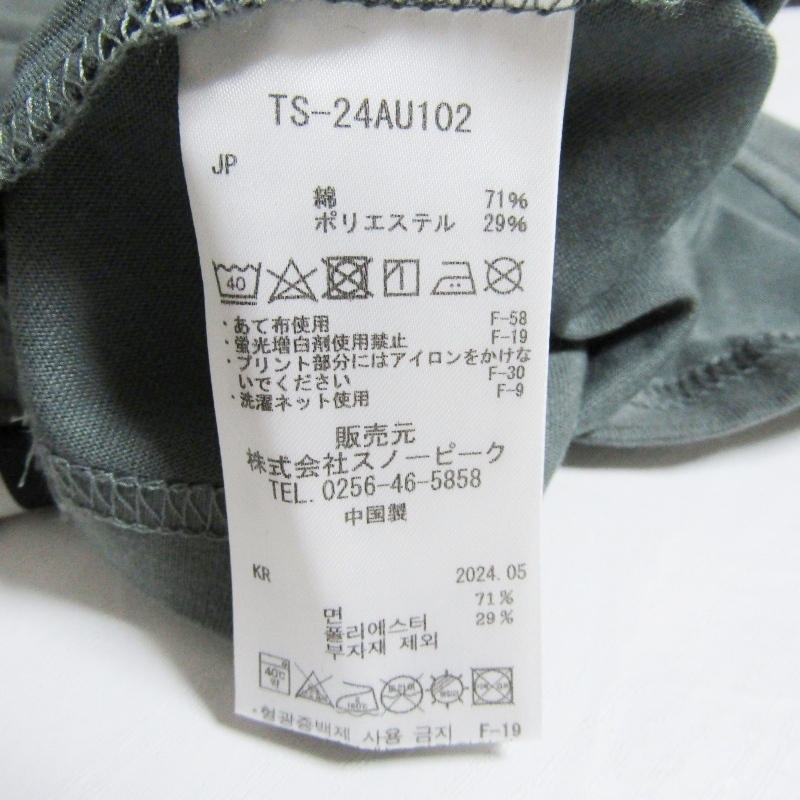 TS-24AU102
JP
綿 71%
ポリエステル 29%
40
・あて布使用 F-58
・蛍光増白剤使用禁止 F-19
・プリント部分にはアイロンをかけな
いでください F-30
・洗濯ネット使用 F-9
販売元
株式会社スノーピーク
TEL. 0256-46-5858
中国製
KR 2024.05
면 71%
폴리에스터 29%
부자재 제외
40℃
약
·형광증백제 사용 금지 F-19